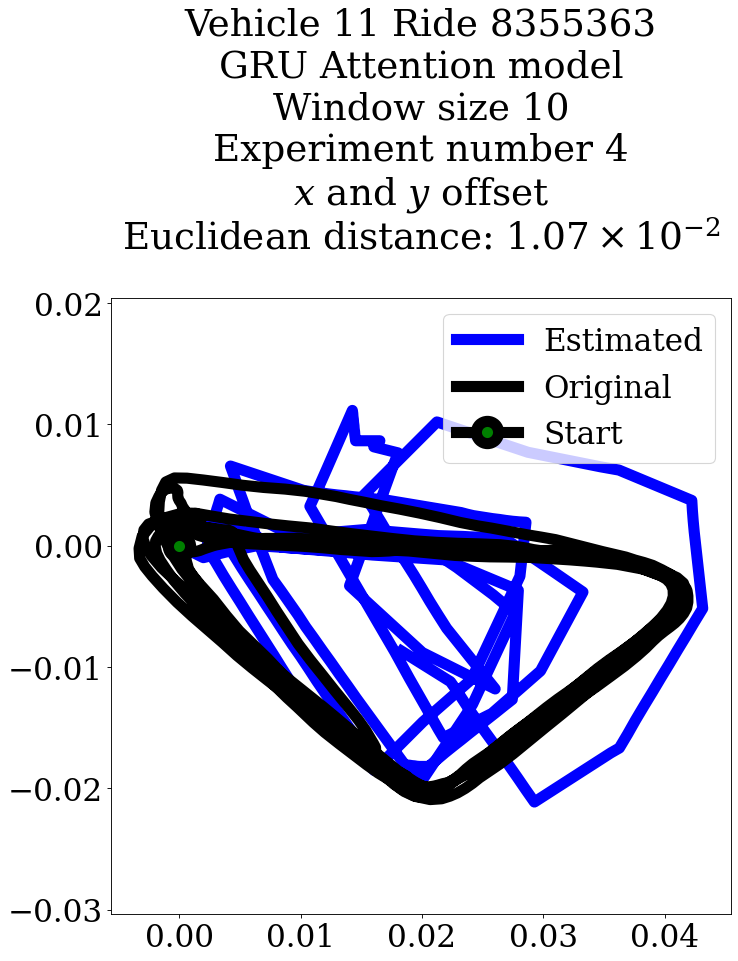 Vehicle 11 Ride 8355363
GRU Attention model
Window size 10
Experiment number 4
x and y offset
Euclidean distance: 1.07 × 10⁻²
0.02
0.01
0.00
−0.01
−0.02
−0.03
Estimated
Original
Start
0.00 0.01 0.02 0.03 0.04